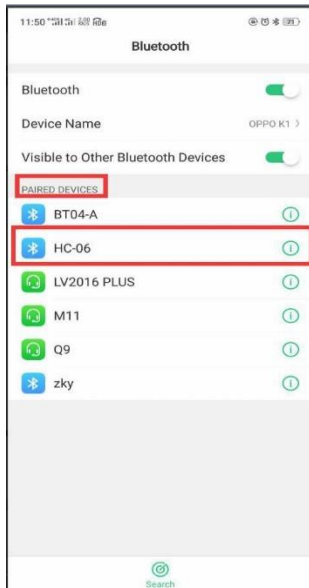 11:50
Bluetooth
Bluetooth
Device Name OPPO K1 >
Visible to Other Bluetooth Devices
PAIRED DEVICES
BT04-A
HC-06
LV2016 PLUS
M11
Q9
zky
Search